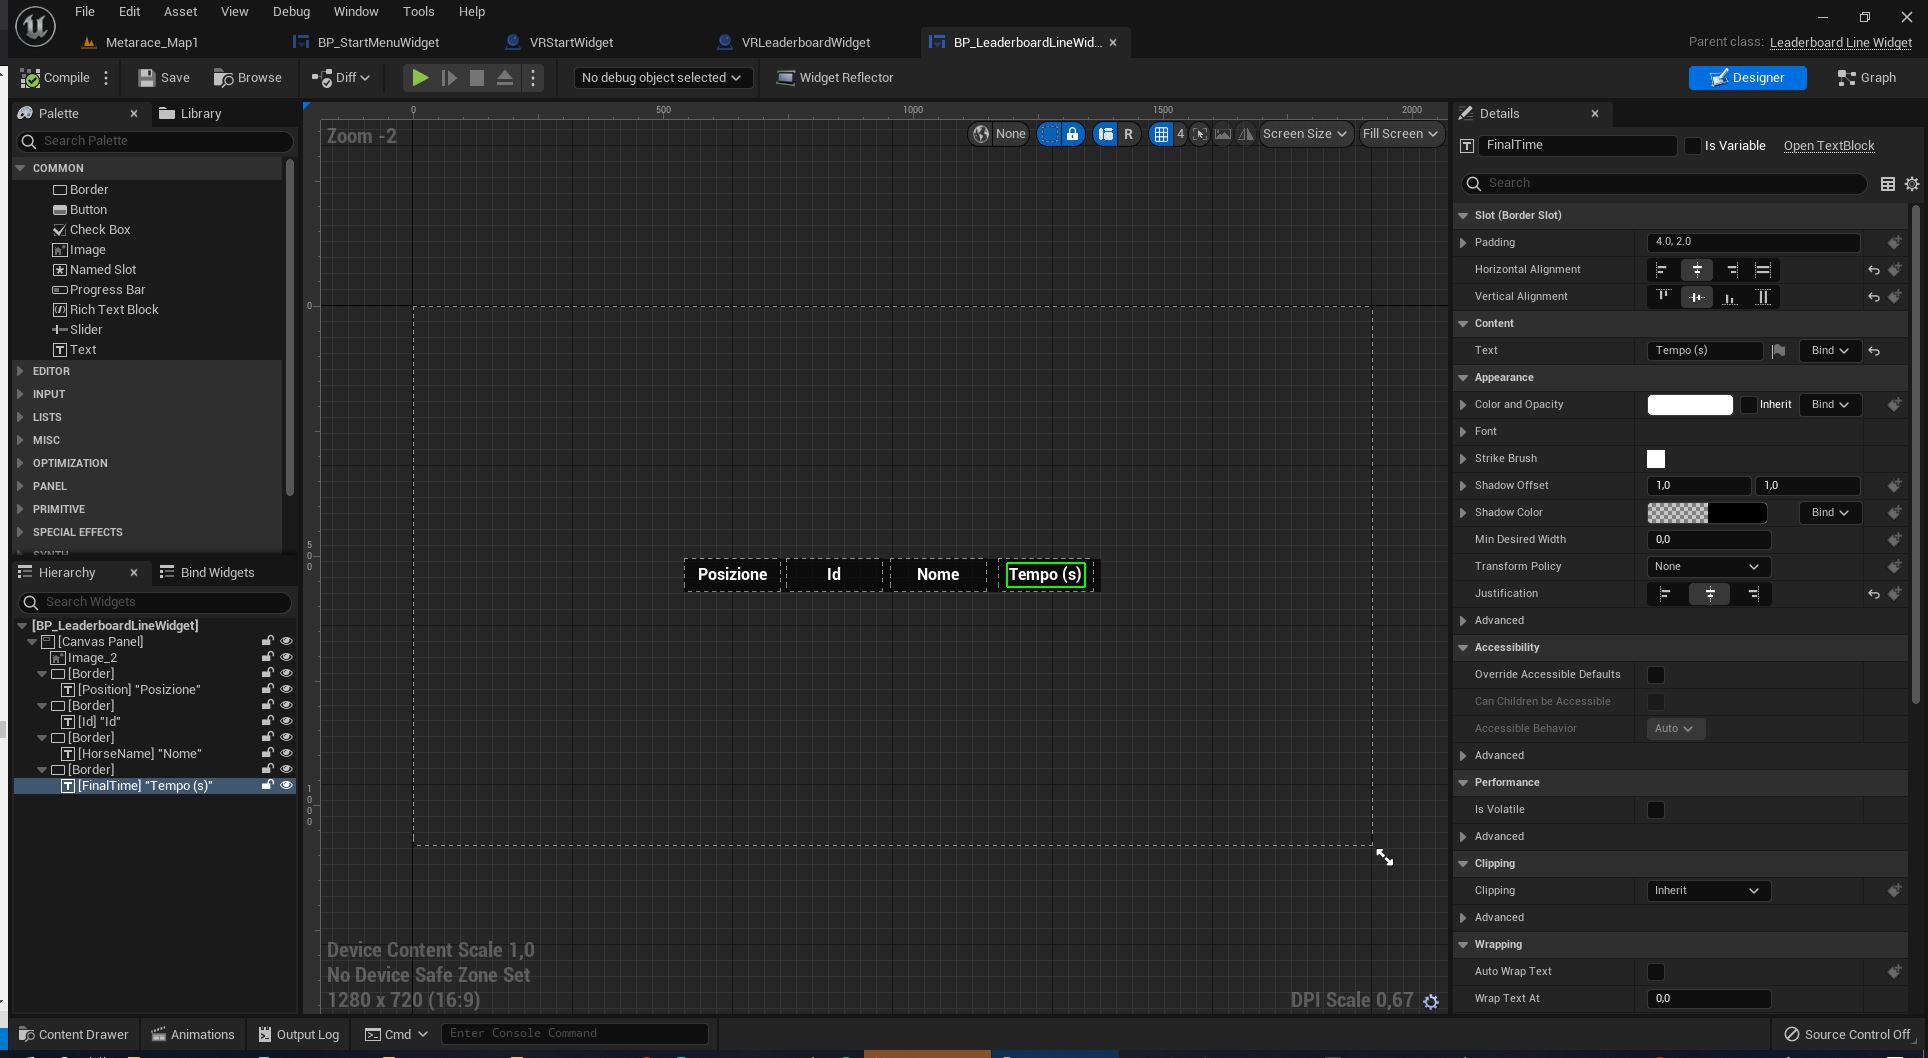 File Edit Asset View Debug Window Tools Help
Metarace_Map1 BP_StartMenuWidget VRStartWidget VRLeaderboardWidget BP_LeaderboardLineWid...
Parent class: Leaderboard Line Widget
Compile Save Browse Diff No debug object selected Widget Reflector Designer Graph
Palette Library
Search Palette
COMMON
Border
Button
Check Box
Image
Named Slot
Progress Bar
Rich Text Block
Slider
Text
EDITOR
INPUT
LISTS
MISC
OPTIMIZATION
PANEL
PRIMITIVE
SPECIAL EFFECTS
SYNTH
Hierarchy Bind Widgets
Search Widgets
[BP_LeaderboardLineWidget]
[Canvas Panel]
Image_2
[Border]
[Position] "Posizione"
[Border]
[Id] "Id"
[Border]
[HorseName] "Nome"
[Border]
[FinalTime] "Tempo (s)"
0 500 1000 1500 2000
Zoom -2
None R 4 Screen Size Fill Screen
0
500
1000
Posizione Id Nome Tempo (s)
Device Content Scale 1,0
No Device Safe Zone Set
1280 x 720 (16:9)
DPI Scale 0,67
Details
FinalTime Is Variable Open TextBlock
Search
Slot (Border Slot)
Padding 4.0, 2.0
Horizontal Alignment
Vertical Alignment
Content
Text Tempo (s) Bind
Appearance
Color and Opacity Inherit Bind
Font
Strike Brush
Shadow Offset 1,0 1,0
Shadow Color Bind
Min Desired Width 0,0
Transform Policy None
Justification
Advanced
Accessibility
Override Accessible Defaults
Can Children be Accessible
Accessible Behavior Auto
Advanced
Performance
Is Volatile
Advanced
Clipping
Clipping Inherit
Advanced
Wrapping
Auto Wrap Text
Wrap Text At 0,0
Content Drawer Animations Output Log Cmd Enter Console Command Source Control Off